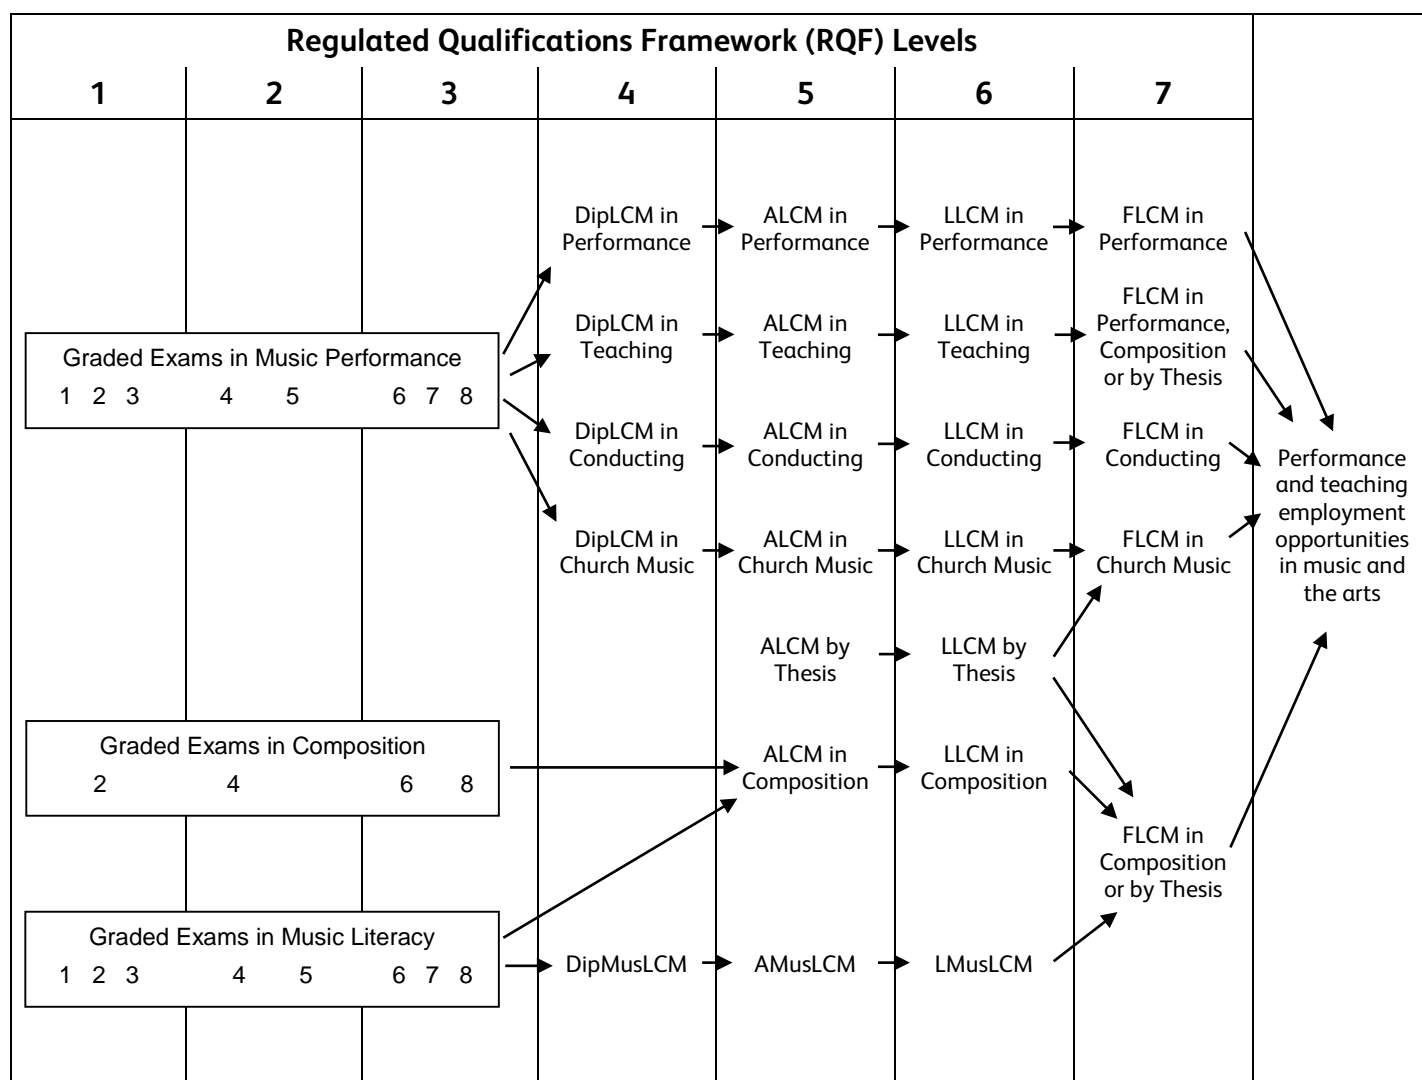 Regulated Qualifications Framework (RQF) Levels
1 2 3 4 5 6 7
DipLCM in
Performance
ALCM in
Performance
LLCM in
Performance
FLCM in
Performance
Graded Exams in Music Performance
1 2 3 4 5 6 7 8
DipLCM in
Teaching
ALCM in
Teaching
LLCM in
Teaching
FLCM in
Performance,
Composition
or by Thesis
DipLCM in
Conducting
ALCM in
Conducting
LLCM in
Conducting
FLCM in
Conducting
DipLCM in
Church Music
ALCM in
Church Music
LLCM in
Church Music
FLCM in
Church Music
Performance
and teaching
employment
opportunities
in music and
the arts
ALCM by
Thesis
LLCM by
Thesis
Graded Exams in Composition
2 4 6 8
ALCM in
Composition
LLCM in
Composition
FLCM in
Composition
or by Thesis
Graded Exams in Music Literacy
1 2 3 4 5 6 7 8
DipMusLCM
AMusLCM
LMusLCM